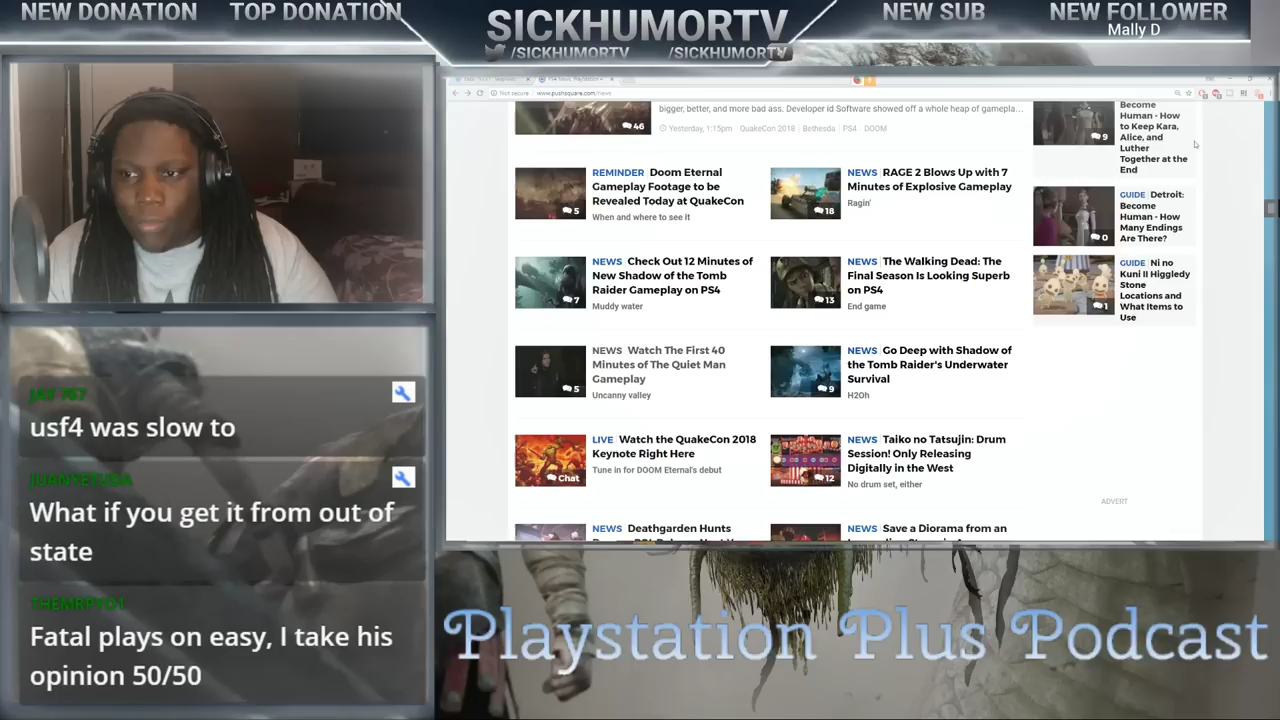 NEW DONATION
TOP DONATION
SICKHUMORTV
/SICKHUMORTV
/SICKHUMORTV
NEW SUB
NEW FOLLOWER
Mally D
Not secure
www.pushsquare.com/news
bigger, better, and more bad ass. Developer id Software showed off a whole heap of gamepla...
46
Yesterday, 1:15pm QuakeCon 2018 Bethesda PS4 DOOM
REMINDER Doom Eternal
Gameplay Footage to be
Revealed Today at QuakeCon
When and where to see it
5
NEWS RAGE 2 Blows Up with 7
Minutes of Explosive Gameplay
Ragin'
18
NEWS Check Out 12 Minutes of
New Shadow of the Tomb
Raider Gameplay on PS4
Muddy water
7
NEWS The Walking Dead: The
Final Season Is Looking Superb
on PS4
End game
13
NEWS Watch The First 40
Minutes of The Quiet Man
Gameplay
Uncanny valley
5
NEWS Go Deep with Shadow of
the Tomb Raider's Underwater
Survival
H2Oh
9
LIVE Watch the QuakeCon 2018
Keynote Right Here
Tune in for DOOM Eternal's debut
Chat
NEWS Taiko no Tatsujin: Drum
Session! Only Releasing
Digitally in the West
No drum set, either
12
NEWS Deathgarden Hunts
NEWS Save a Diorama from an
Become
Human - How
to Keep Kara,
Alice, and
Luther
Together at the
End
9
GUIDE Detroit:
Become
Human - How
Many Endings
Are There?
0
GUIDE Ni no
Kuni II Higgledy
Stone
Locations and
What Items to
Use
1
ADVERT
JAY 757
usf4 was slow to
What if you get it from out of
state
Fatal plays on easy, I take his
opinion 50/50
Playstation Plus Podcast